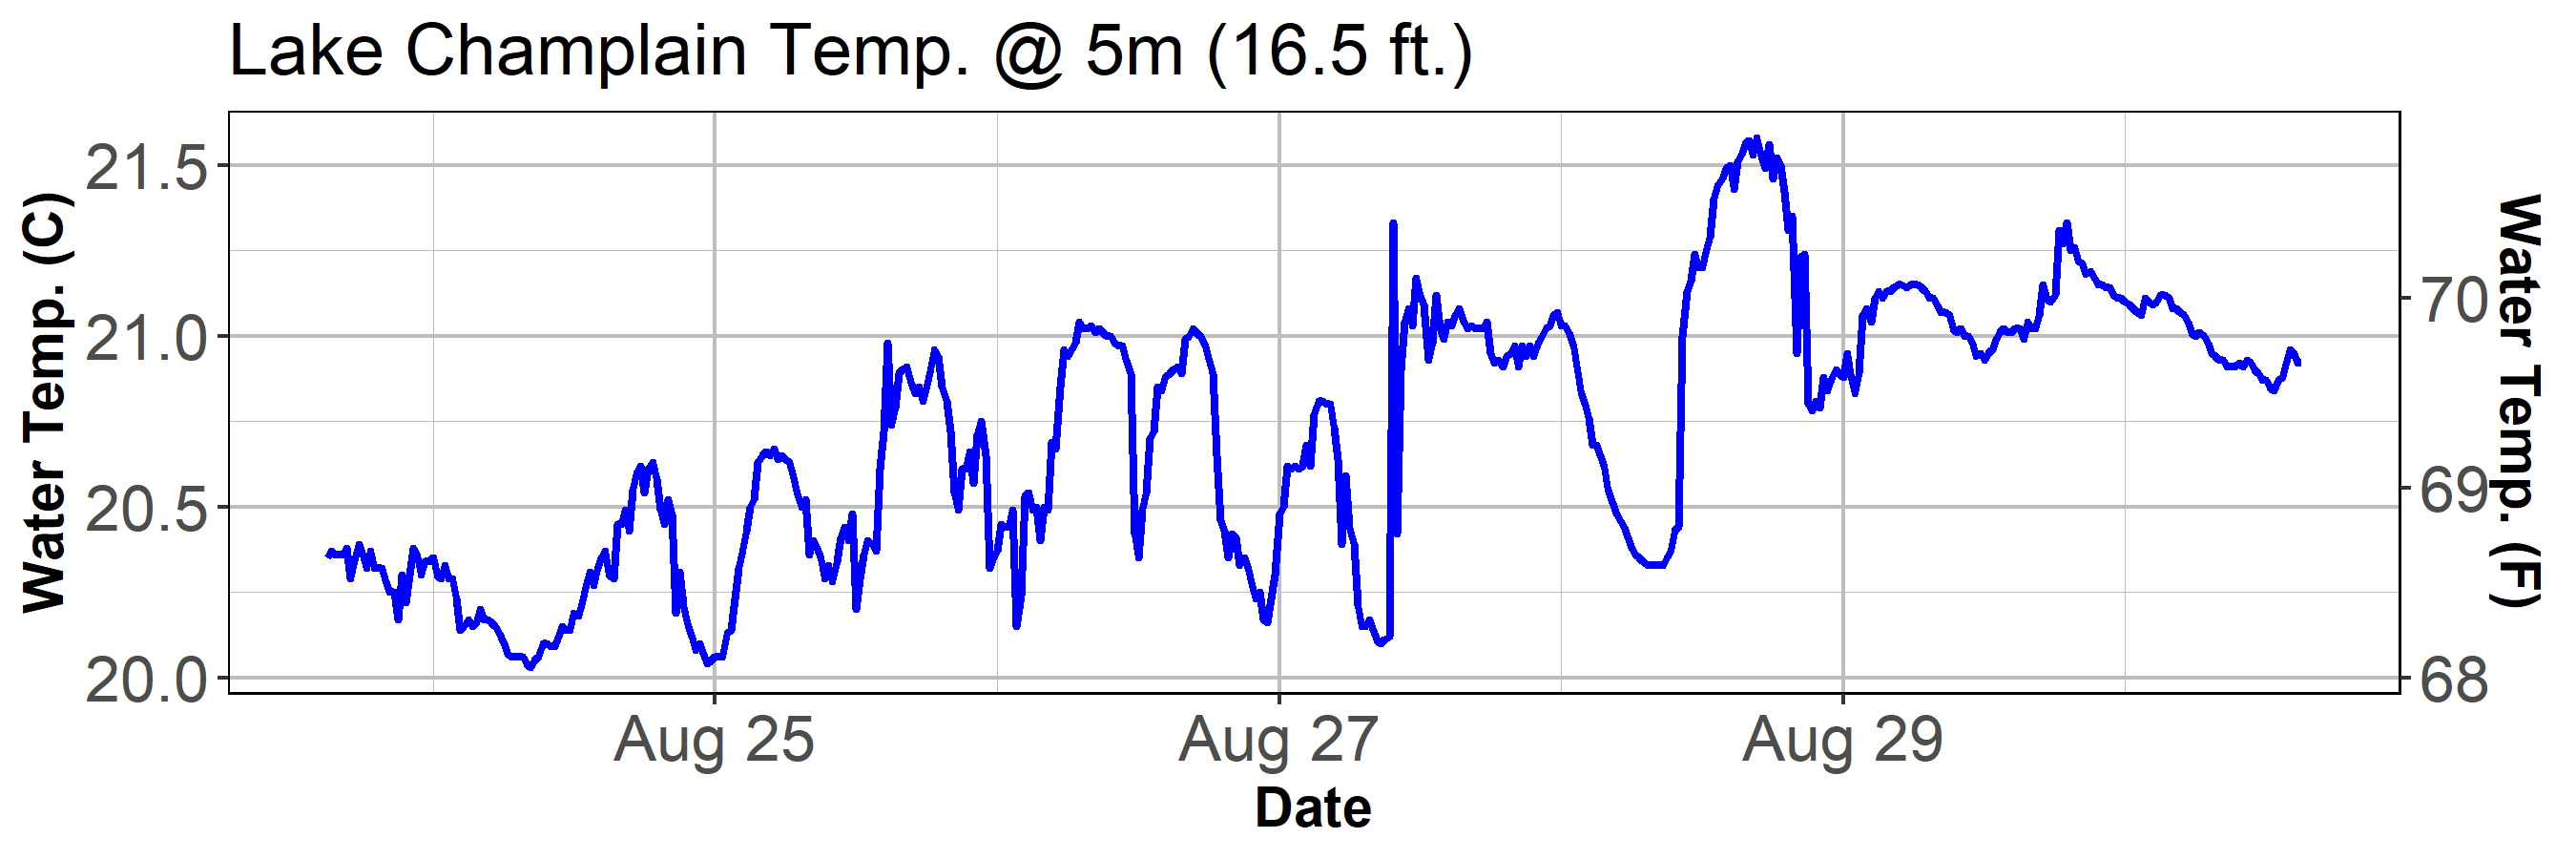 Lake Champlain Temp. @ 5m (16.5 ft.)
Water Temp. (C)
21.5
21.0
20.5
20.0
70
69
68
Water Temp. (F)
Aug 25 Aug 27 Aug 29
Date